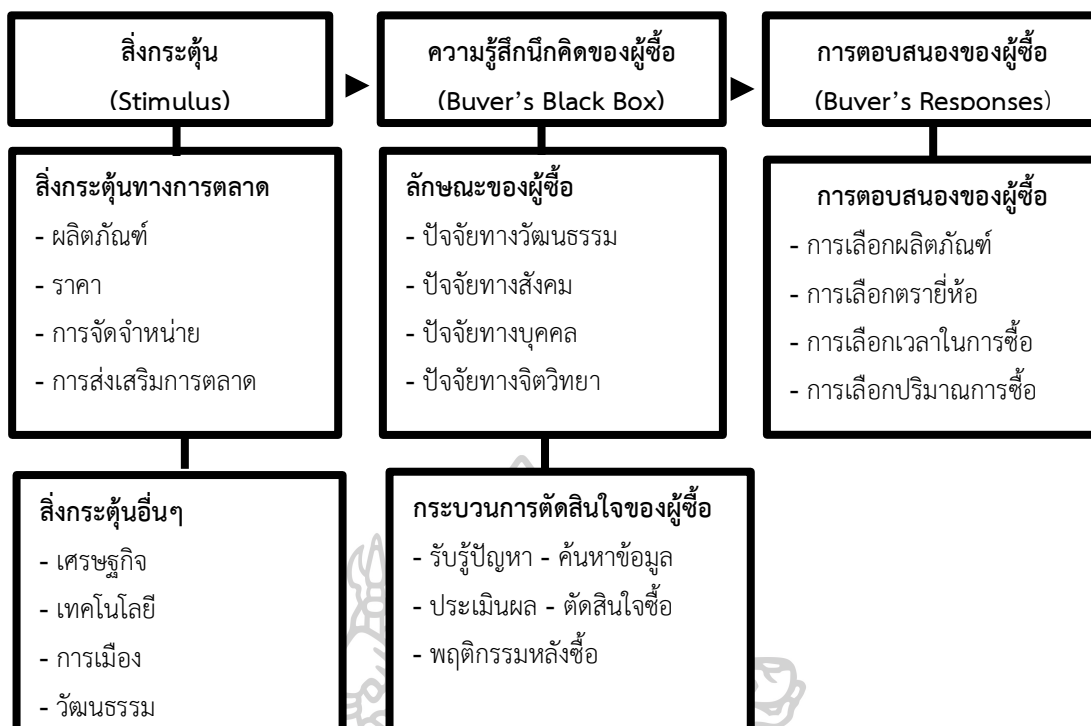 สิ่งกระตุ้น
(Stimulus)
ความรู้สึกนึกคิดของผู้ซื้อ
(Buyer's Black Box)
การตอบสนองของผู้ซื้อ
(Buyer's Responses)
สิ่งกระตุ้นทางการตลาด
- ผลิตภัณฑ์
- ราคา
- การจัดจำหน่าย
- การส่งเสริมการตลาด
สิ่งกระตุ้นอื่นๆ
- เศรษฐกิจ
- เทคโนโลยี
- การเมือง
- วัฒนธรรม
ลักษณะของผู้ซื้อ
- ปัจจัยทางวัฒนธรรม
- ปัจจัยทางสังคม
- ปัจจัยทางบุคคล
- ปัจจัยทางจิตวิทยา
กระบวนการตัดสินใจของผู้ซื้อ
- รับรู้ปัญหา - ค้นหาข้อมูล
- ประเมินผล - ตัดสินใจซื้อ
- พฤติกรรมหลังซื้อ
การตอบสนองของผู้ซื้อ
- การเลือกผลิตภัณฑ์
- การเลือกตรายี่ห้อ
- การเลือกเวลาในการซื้อ
- การเลือกปริมาณการซื้อ